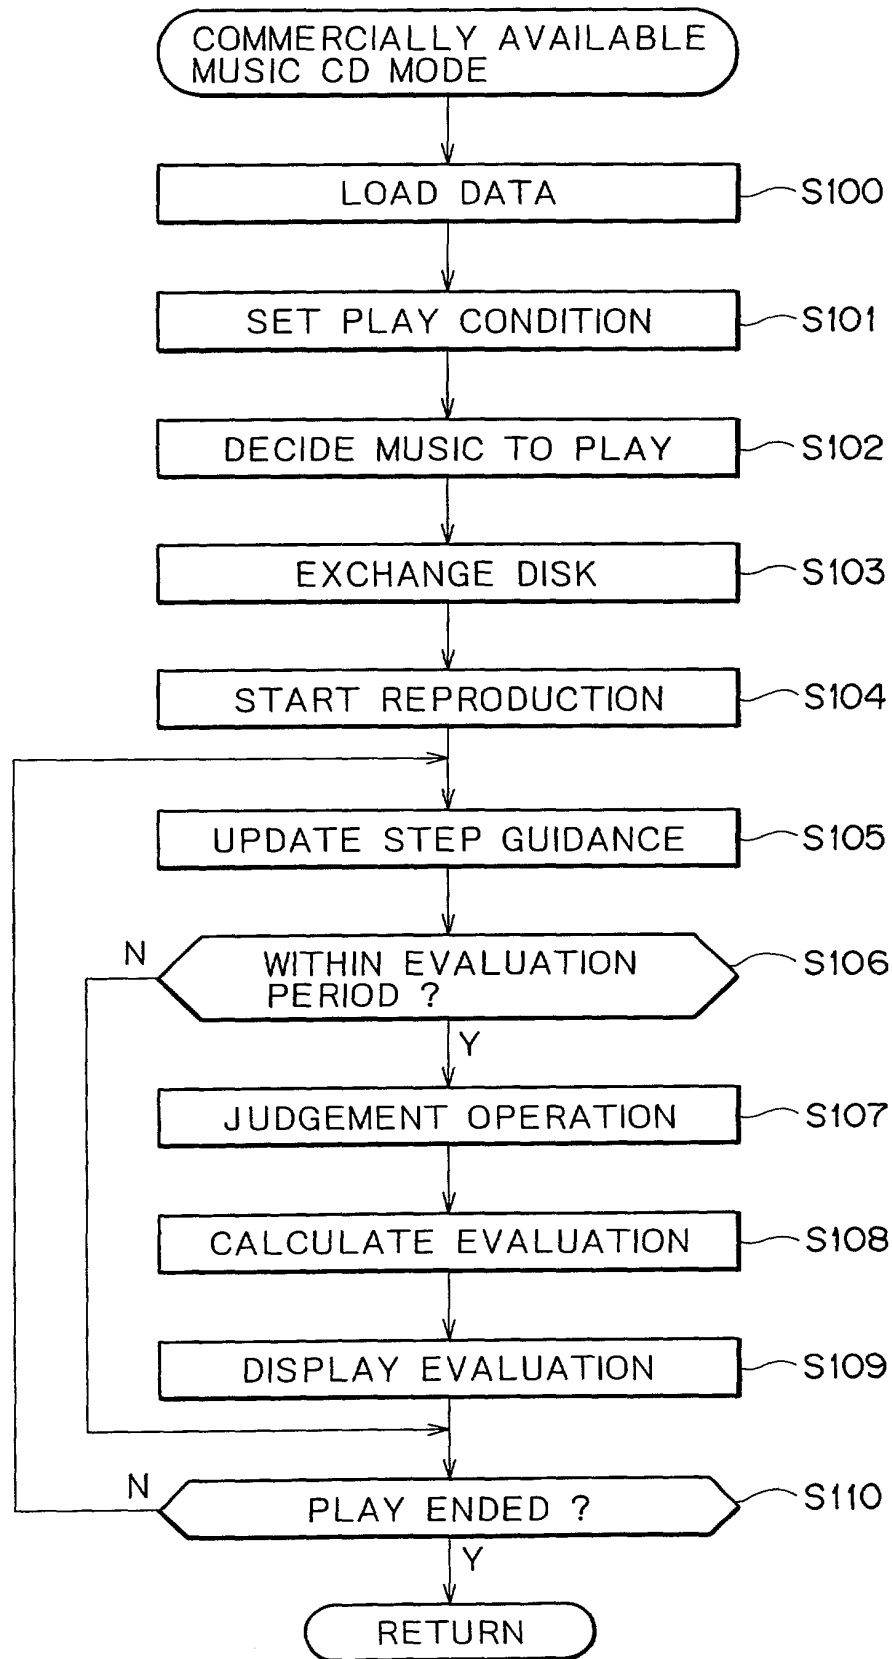 COMMERCIALLY AVAILABLE
MUSIC CD MODE
LOAD DATA
S100
SET PLAY CONDITION
S101
DECIDE MUSIC TO PLAY
S102
EXCHANGE DISK
S103
START REPRODUCTION
S104
UPDATE STEP GUIDANCE
S105
N
WITHIN EVALUATION
PERIOD ?
S106
Y
JUDGEMENT OPERATION
S107
CALCULATE EVALUATION
S108
DISPLAY EVALUATION
S109
N
PLAY ENDED ?
S110
Y
RETURN